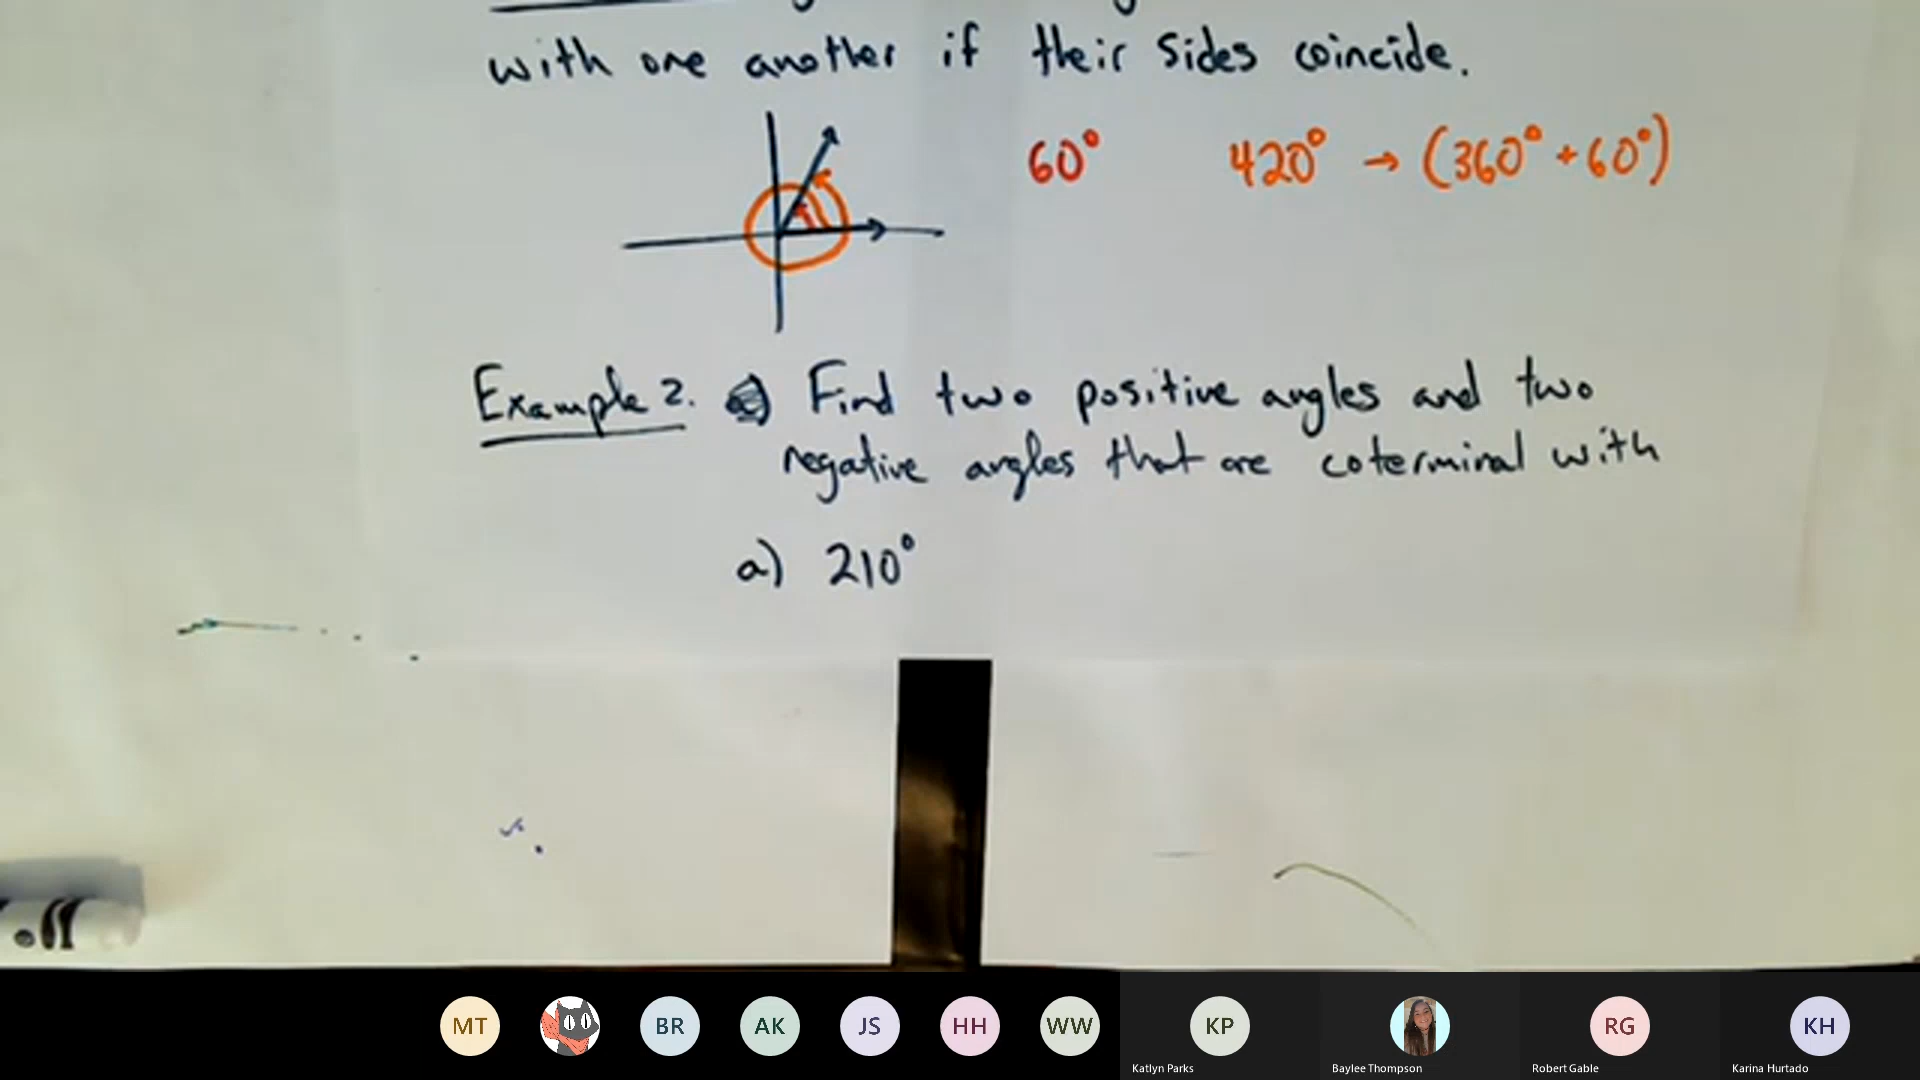 with one another if their sides coincide.
60° 420° → (360° + 60°)
Example 2. Find two positive angles and two
negative angles that are coterminal with
a) 210°
MT BR AK JS HH WW KP RG KH
Katlyn Parks Baylee Thompson Robert Gable Karina Hurtado